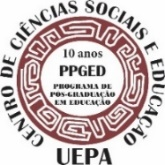 CENTRO DE CIÊNCIAS SOCIAIS E EDUCAÇÃO
10 anos
PPGED
PROGRAMA DE
PÓS-GRADUAÇÃO
EM EDUCAÇÃO
UEPA